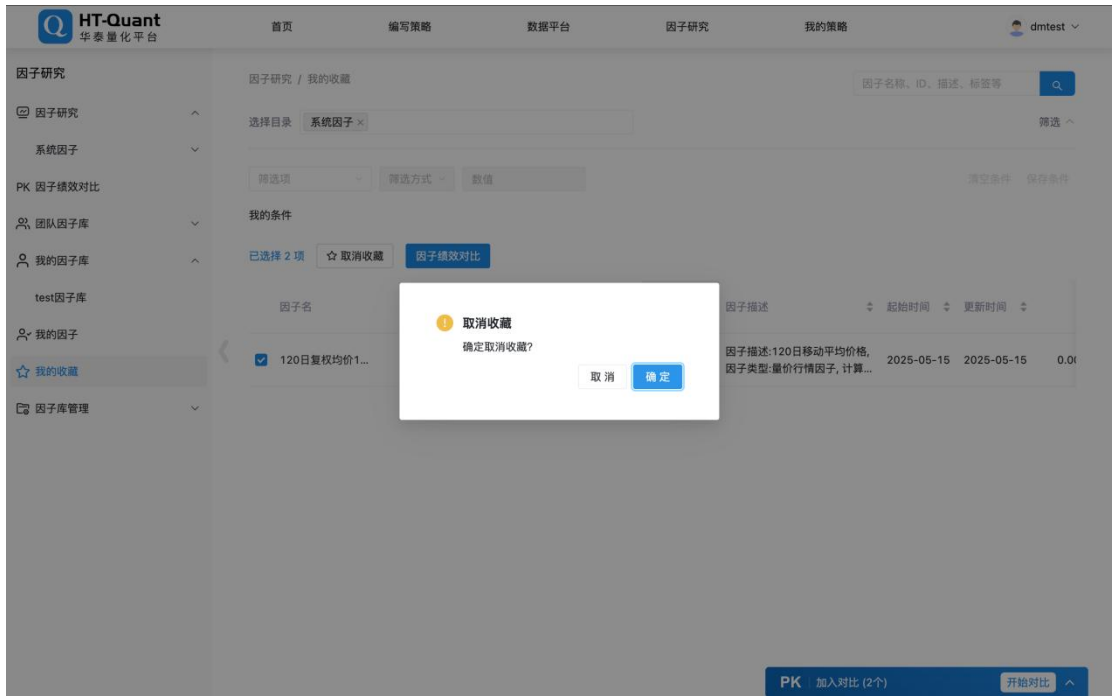 HT-Quant
华泰量化平台
首页 编写策略 数据平台 因子研究 我的策略 dmtest
因子研究
因子研究
系统因子
PK 因子绩效对比
团队因子库
我的因子库
test因子库
我的因子
我的收藏
因子库管理
因子研究 / 我的收藏
因子名称、ID、描述、标签等
选择目录 系统因子 ×
筛选
筛选项 筛选方式 数值 清空条件 保存条件
我的条件
已选择 2 项 取消收藏 因子绩效对比
因子名 因子描述 起始时间 更新时间
120日复权均价1... 因子描述:120日移动平均价格, 因子类型:量价行情因子, 计算... 2025-05-15 2025-05-15 0.00
取消收藏
确定取消收藏?
取 消 确 定
PK 加入对比 (2个) 开始对比